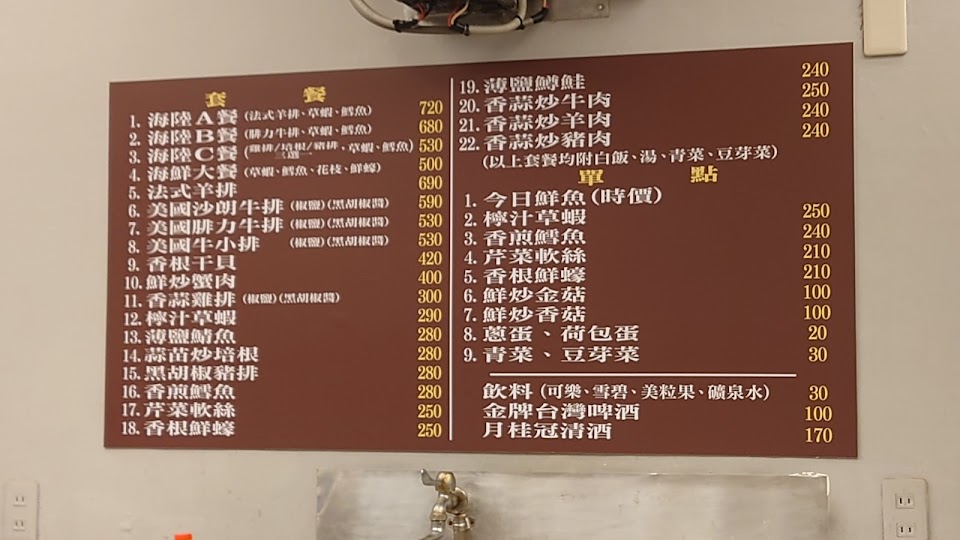 套 餐
1. 海陸A餐(法式羊排、草蝦、鱈魚) 720
2. 海陸B餐(腓力牛排、草蝦、鱈魚) 680
3. 海陸C餐(雞排/培根/豬排三選一、草蝦、鱈魚) 530
4. 海鮮大餐(草蝦、鱈魚、花枝、鮮蠔) 500
5. 法式羊排 690
6. 美國沙朗牛排(椒鹽)(黑胡椒醬) 590
7. 美國腓力牛排(椒鹽)(黑胡椒醬) 530
8. 美國牛小排 (椒鹽)(黑胡椒醬) 530
9. 香根干貝 420
10. 鮮炒蟹肉 400
11. 香蒜雞排(椒鹽)(黑胡椒醬) 300
12. 檸汁草蝦 290
13. 薄鹽鯖魚 280
14. 蒜苗炒培根 280
15. 黑胡椒豬排 280
16. 香煎鱈魚 280
17. 芹菜軟絲 250
18. 香根鮮蠔 250
19. 薄鹽鱒鮭 240
20. 香蒜炒牛肉 250
21. 香蒜炒羊肉 240
22. 香蒜炒豬肉 240
(以上套餐均附白飯、湯、青菜、豆芽菜)
單 點
1. 今日鮮魚(時價)
2. 檸汁草蝦 250
3. 香煎鱈魚 240
4. 芹菜軟絲 210
5. 香根鮮蠔 210
6. 鮮炒金菇 100
7. 鮮炒香菇 100
8. 蔥蛋、荷包蛋 20
9. 青菜、豆芽菜 30
飲料(可樂、雪碧、美粒果、礦泉水) 30
金牌台灣啤酒 100
月桂冠清酒 170